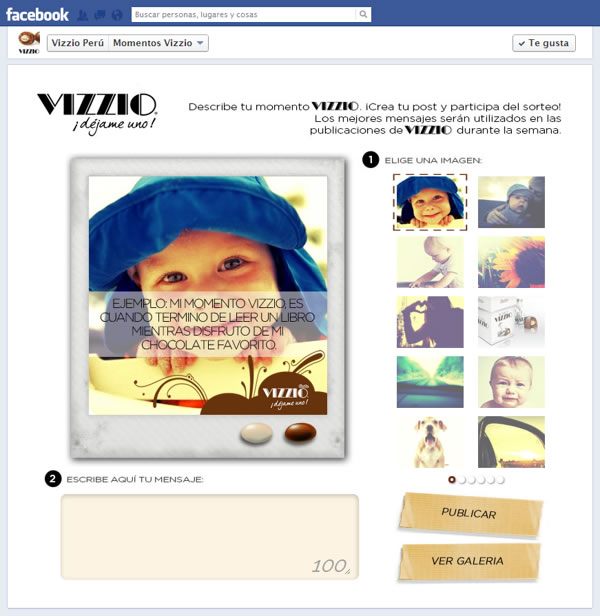 facebook
Buscar personas, lugares y cosas
VIZZIO
Vizzio Perú
Momentos Vizzio
Te gusta
VIZZIO
¡déjame uno!
Describe tu momento VIZZIO. ¡Crea tu post y participa del sorteo!
Los mejores mensajes serán utilizados en las
publicaciones de VIZZIO durante la semana.
1 ELIGE UNA IMAGEN:
EJEMPLO: MI MOMENTO VIZZIO, ES
CUANDO TERMINO DE LEER UN LIBRO
MIENTRAS DISFRUTO DE MI
CHOCOLATE FAVORITO.
VIZZIO
¡déjame uno!
VIZZIO
2 ESCRIBE AQUÍ TU MENSAJE:
100
PUBLICAR
VER GALERIA